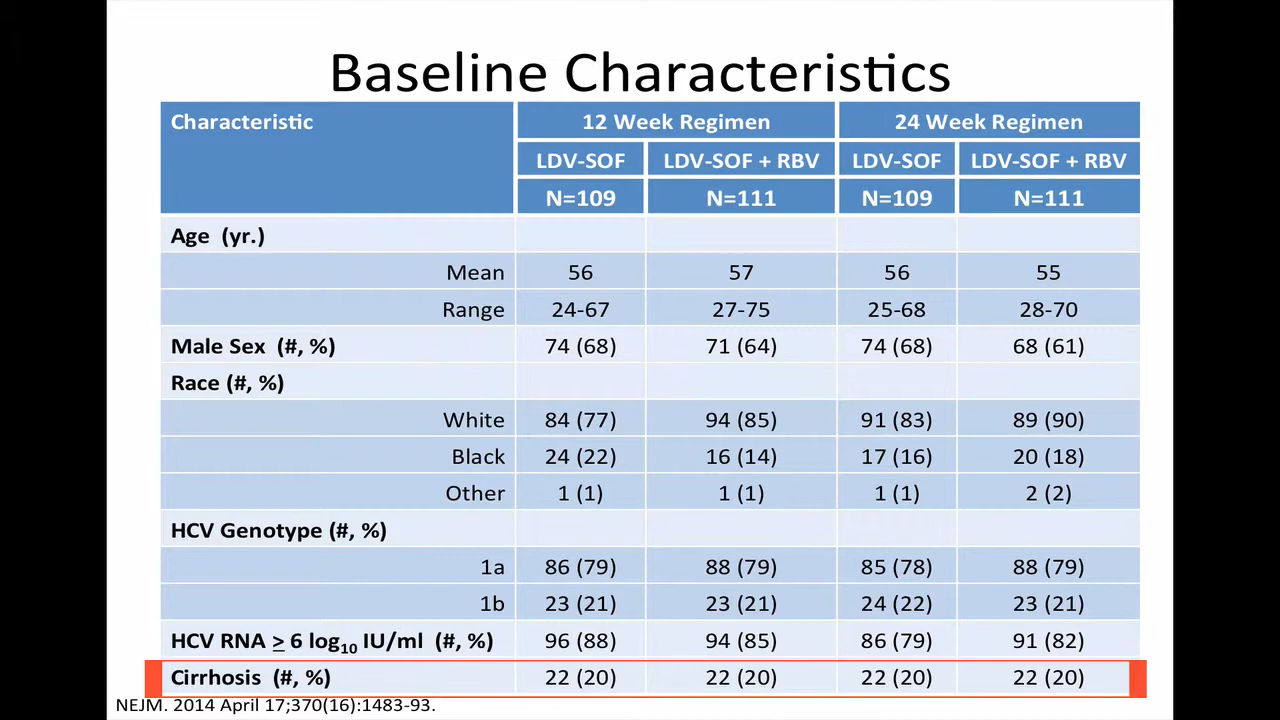 Baseline Characteristics
Characteristic 12 Week Regimen 24 Week Regimen
LDV-SOF LDV-SOF + RBV LDV-SOF LDV-SOF + RBV
N=109 N=111 N=109 N=111
Age (yr.)
Mean 56 57 56 55
Range 24-67 27-75 25-68 28-70
Male Sex (#, %) 74 (68) 71 (64) 74 (68) 68 (61)
Race (#, %)
White 84 (77) 94 (85) 91 (83) 89 (90)
Black 24 (22) 16 (14) 17 (16) 20 (18)
Other 1 (1) 1 (1) 1 (1) 2 (2)
HCV Genotype (#, %)
1a 86 (79) 88 (79) 85 (78) 88 (79)
1b 23 (21) 23 (21) 24 (22) 23 (21)
HCV RNA ≥ 6 log10 IU/ml (#, %) 96 (88) 94 (85) 86 (79) 91 (82)
Cirrhosis (#, %) 22 (20) 22 (20) 22 (20) 22 (20)
NEJM. 2014 April 17;370(16):1483-93.